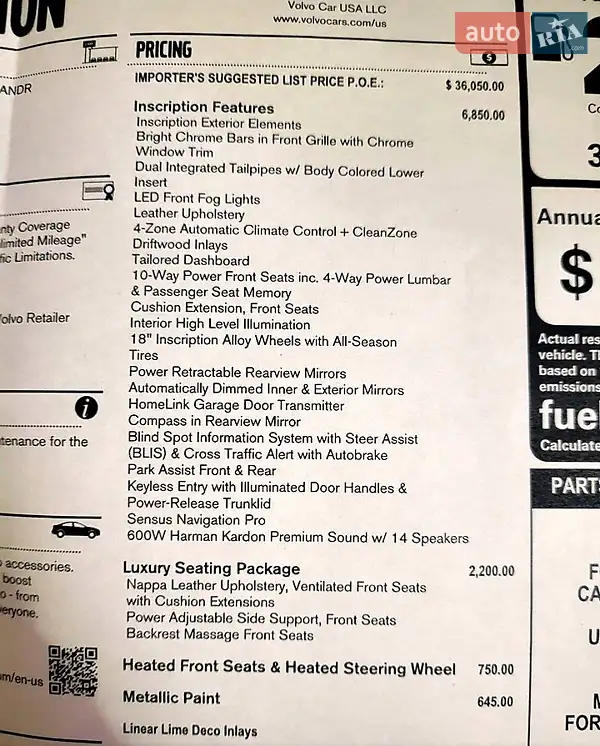 Volvo Car USA LLC
www.volvocars.com/us
auto RIA.com
PRICING
IMPORTER'S SUGGESTED LIST PRICE P.O.E.: $ 36,050.00
Inscription Features 6,850.00
Inscription Exterior Elements
Bright Chrome Bars in Front Grille with Chrome
Window Trim
Dual Integrated Tailpipes w/ Body Colored Lower
Insert
LED Front Fog Lights
Leather Upholstery
4-Zone Automatic Climate Control + CleanZone
Driftwood Inlays
Tailored Dashboard
10-Way Power Front Seats inc. 4-Way Power Lumbar
& Passenger Seat Memory
Cushion Extension, Front Seats
Interior High Level Illumination
18" Inscription Alloy Wheels with All-Season
Tires
Power Retractable Rearview Mirrors
Automatically Dimmed Inner & Exterior Mirrors
HomeLink Garage Door Transmitter
Compass in Rearview Mirror
Blind Spot Information System with Steer Assist
(BLIS) & Cross Traffic Alert with Autobrake
Park Assist Front & Rear
Keyless Entry with Illuminated Door Handles &
Power-Release Trunklid
Sensus Navigation Pro
600W Harman Kardon Premium Sound w/ 14 Speakers
Luxury Seating Package 2,200.00
Nappa Leather Upholstery, Ventilated Front Seats
with Cushion Extensions
Power Adjustable Side Support, Front Seats
Backrest Massage Front Seats
Heated Front Seats & Heated Steering Wheel 750.00
Metallic Paint 645.00
Linear Lime Deco Inlays
ANDR
nty Coverage
limited Mileage"
fic Limitations.
olvo Retailer
tenance for the
accessories.
boost
o - from
eryone.
m/en-us
3
Annua
$
Actual res
vehicle. Th
based on
emissions
fuel
Calculate
PARTS
F
CA
U
M
FOR